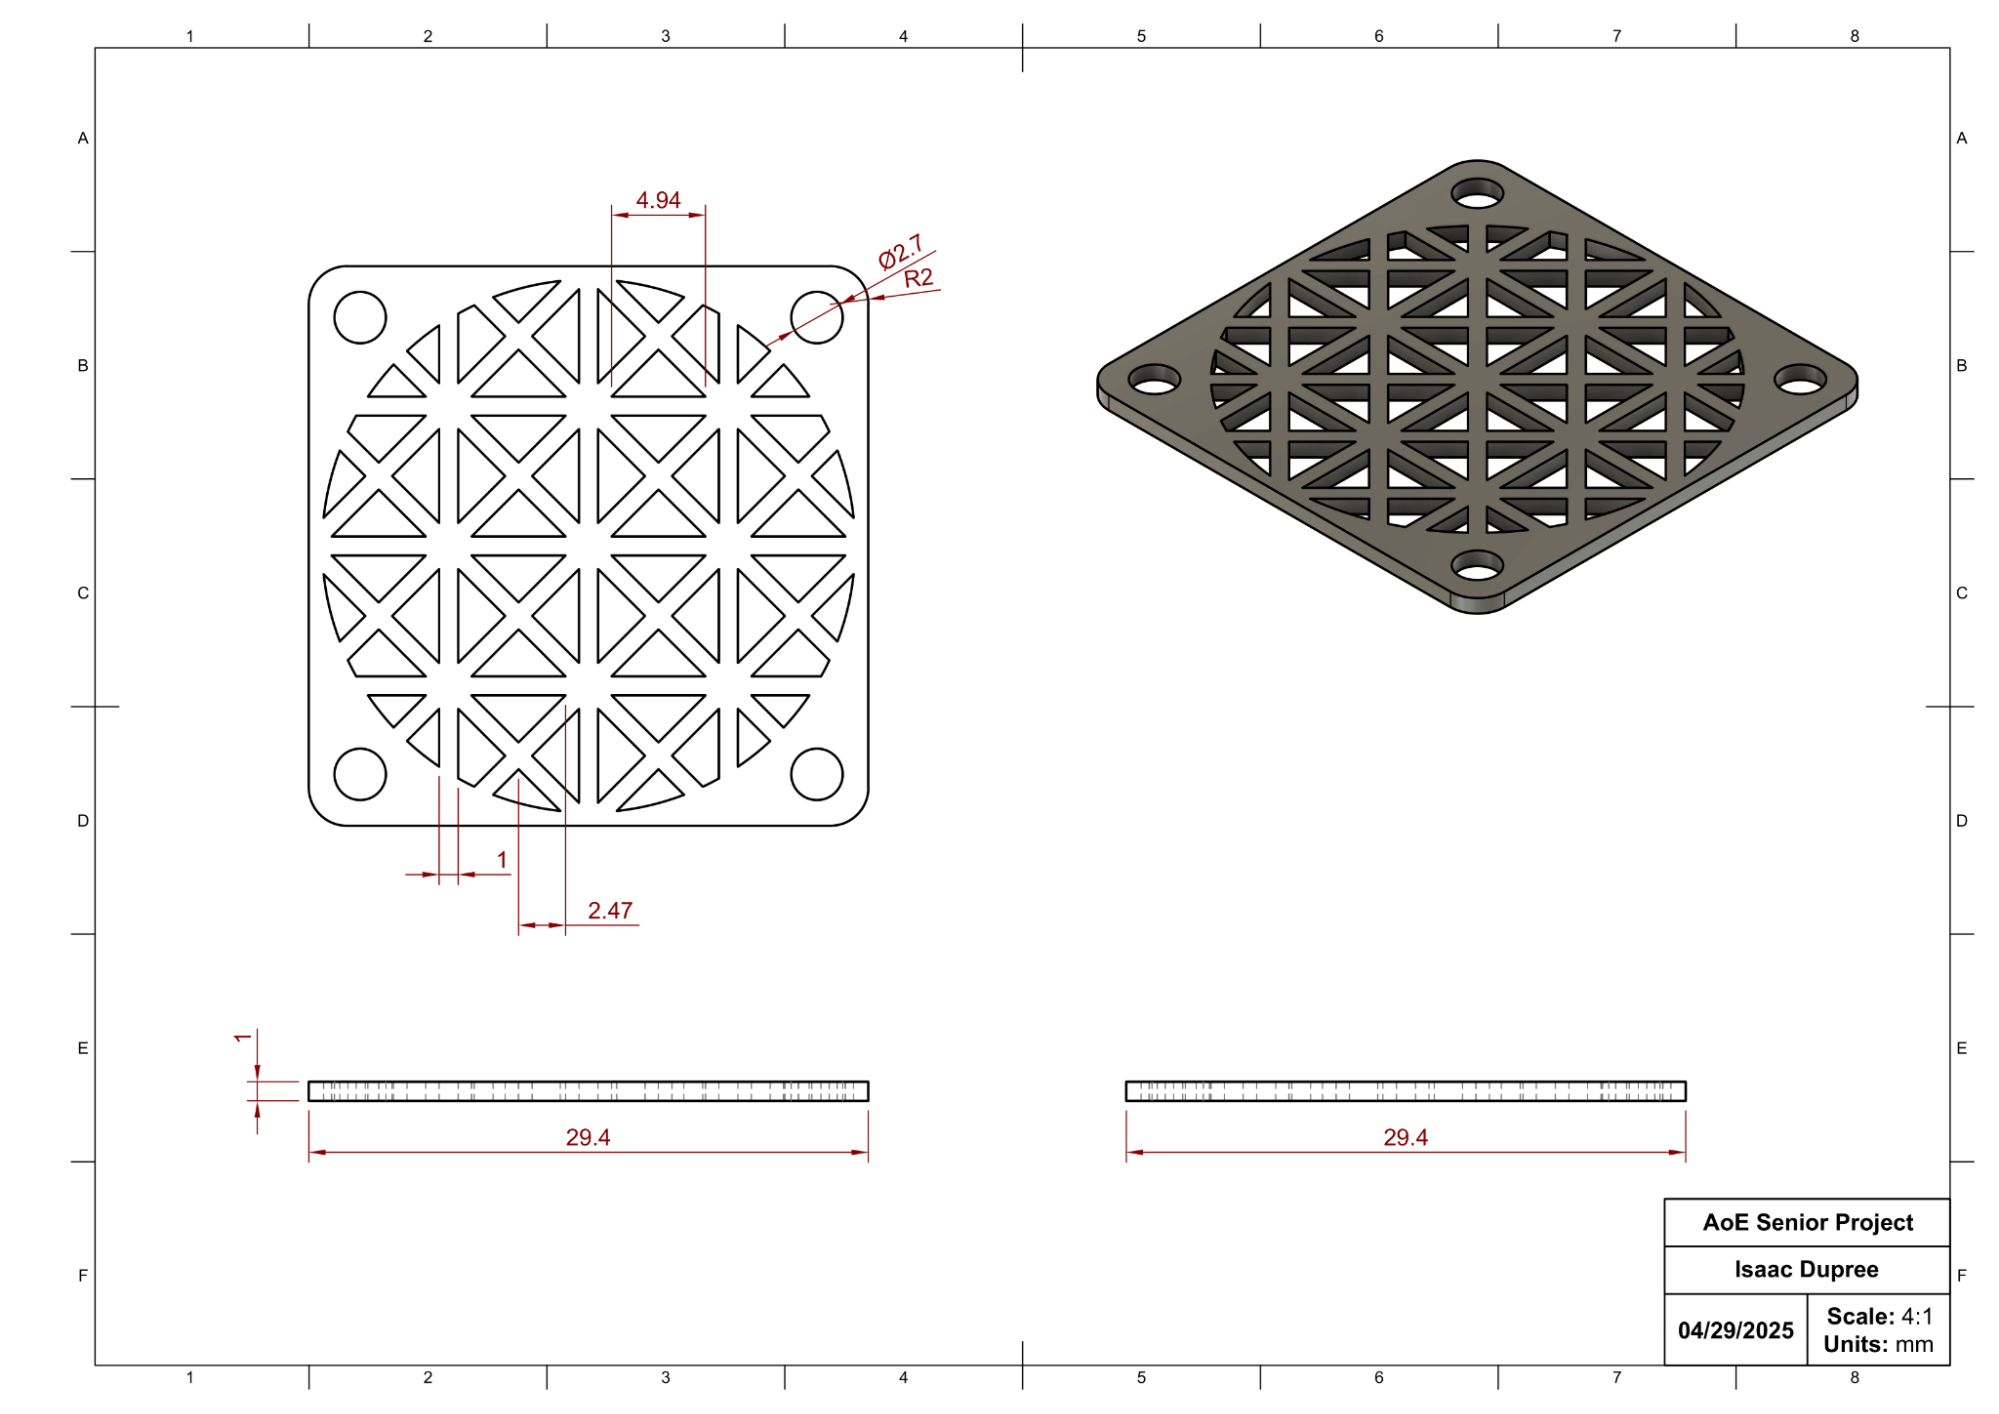 1 2 3 4 5 6 7 8
A A
4.94
Ø2.7
R2
B B
C C
D D
1
2.47
E E
1
29.4 29.4
AoE Senior Project
F Isaac Dupree F
04/29/2025
Scale: 4:1
Units: mm
1 2 3 4 5 6 7 8